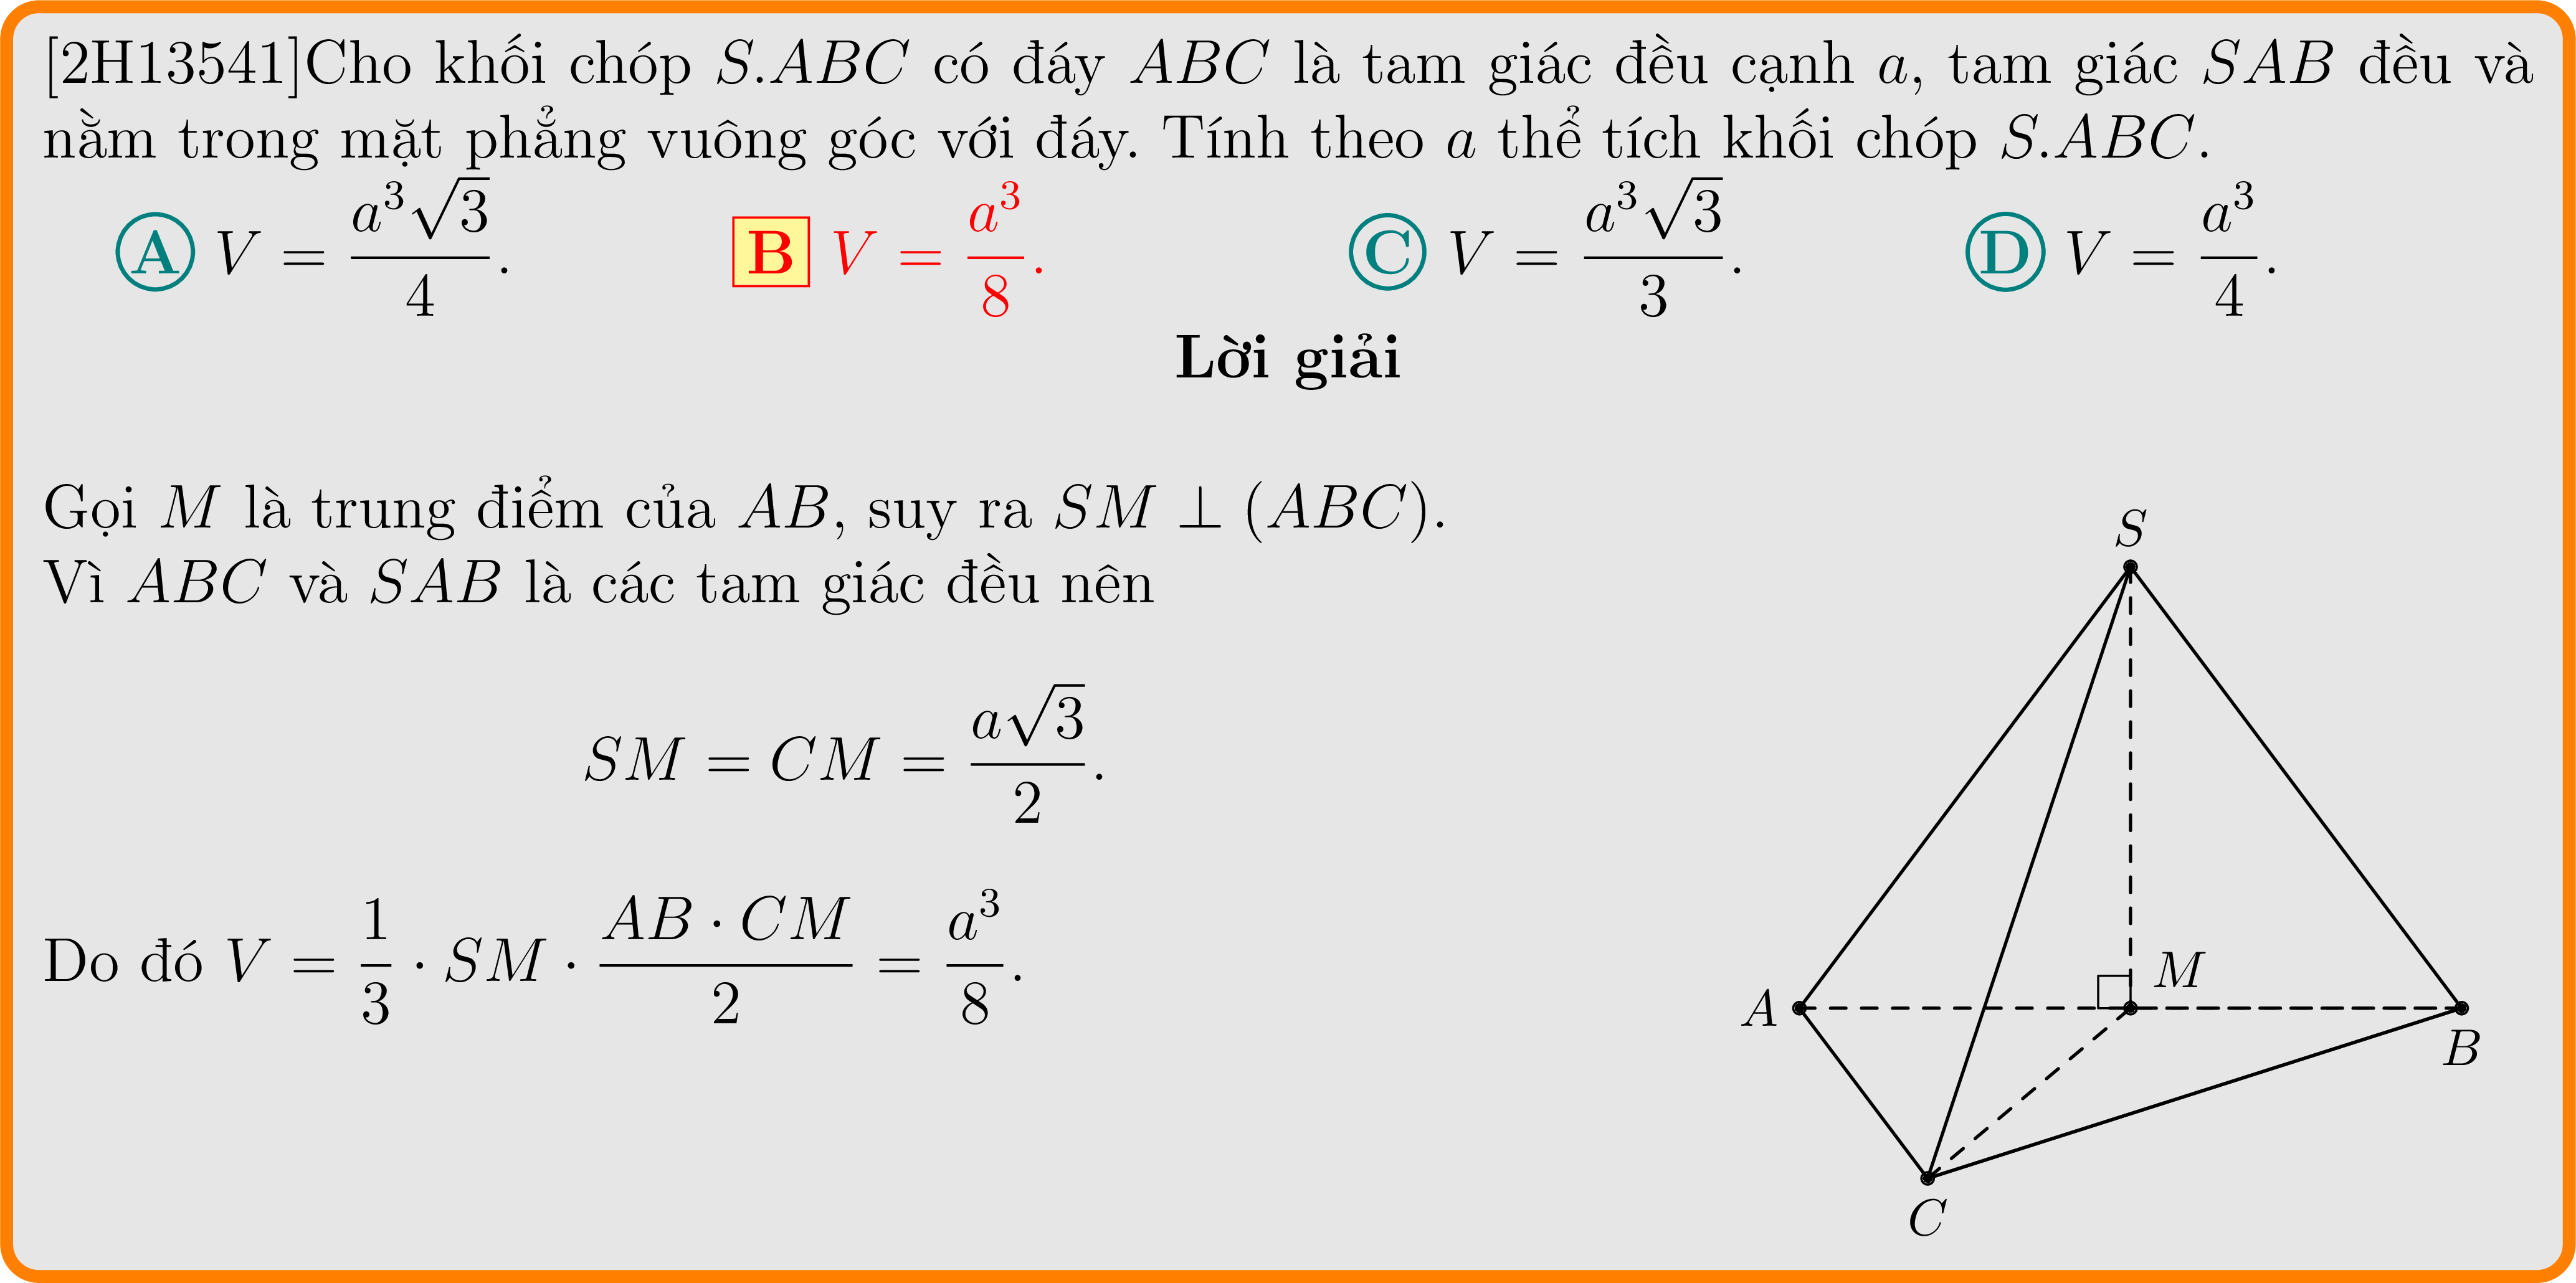 [2H13541]Cho khối chóp S.ABC có đáy ABC là tam giác đều cạnh a, tam giác SAB đều và
nằm trong mặt phẳng vuông góc với đáy. Tính theo a thể tích khối chóp S.ABC.
A V = \frac{a^3\sqrt{3}}{4}. B V = \frac{a^3}{8}. C V = \frac{a^3\sqrt{3}}{3}. D V = \frac{a^3}{4}.
Lời giải
Gọi M là trung điểm của AB, suy ra SM ⊥ (ABC).
Vì ABC và SAB là các tam giác đều nên
SM = CM = \frac{a\sqrt{3}}{2}.
Do đó V = \frac{1}{3} · SM · \frac{AB · CM}{2} = \frac{a^3}{8}.
S
M
A
B
C